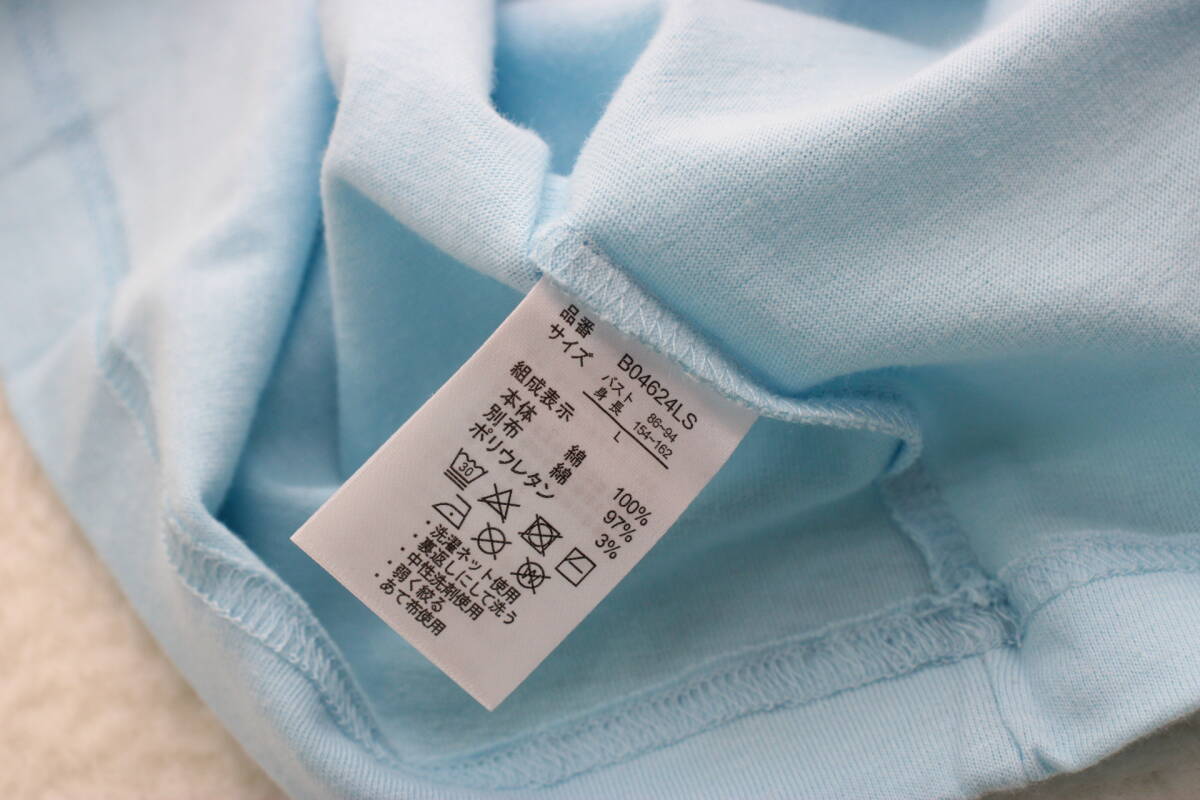 品番 B04624LS
サイズ バスト 86~94
身長 154~162
L
組成表示
本体 綿 100%
別布 綿 97%
ポリウレタン 3%
30
・洗濯ネット使用
・裏返しにして洗う
・中性洗剤使用
・弱く絞る
・あて布使用